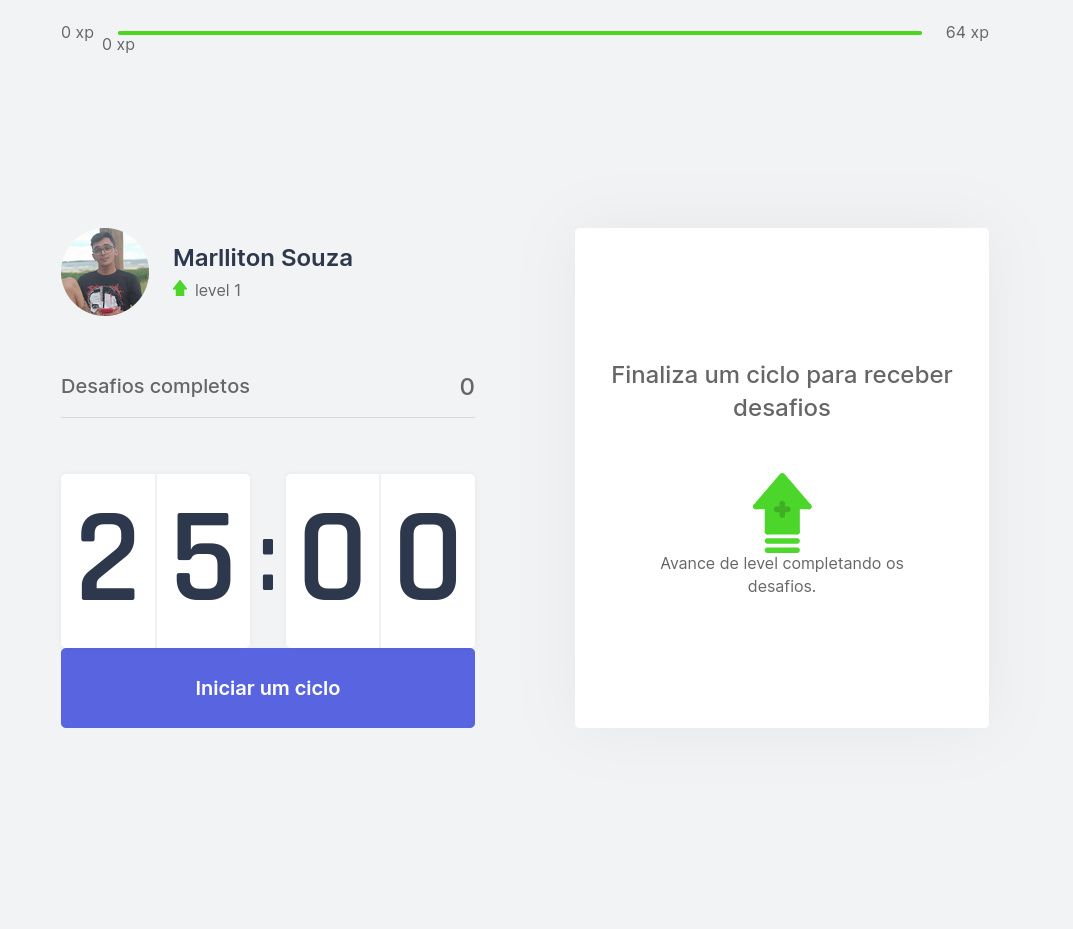 0 xp
0 xp
64 xp
Marlliton Souza
level 1
Desafios completos
0
25:00
Iniciar um ciclo
Finaliza um ciclo para receber
desafios
Avance de level completando os
desafios.